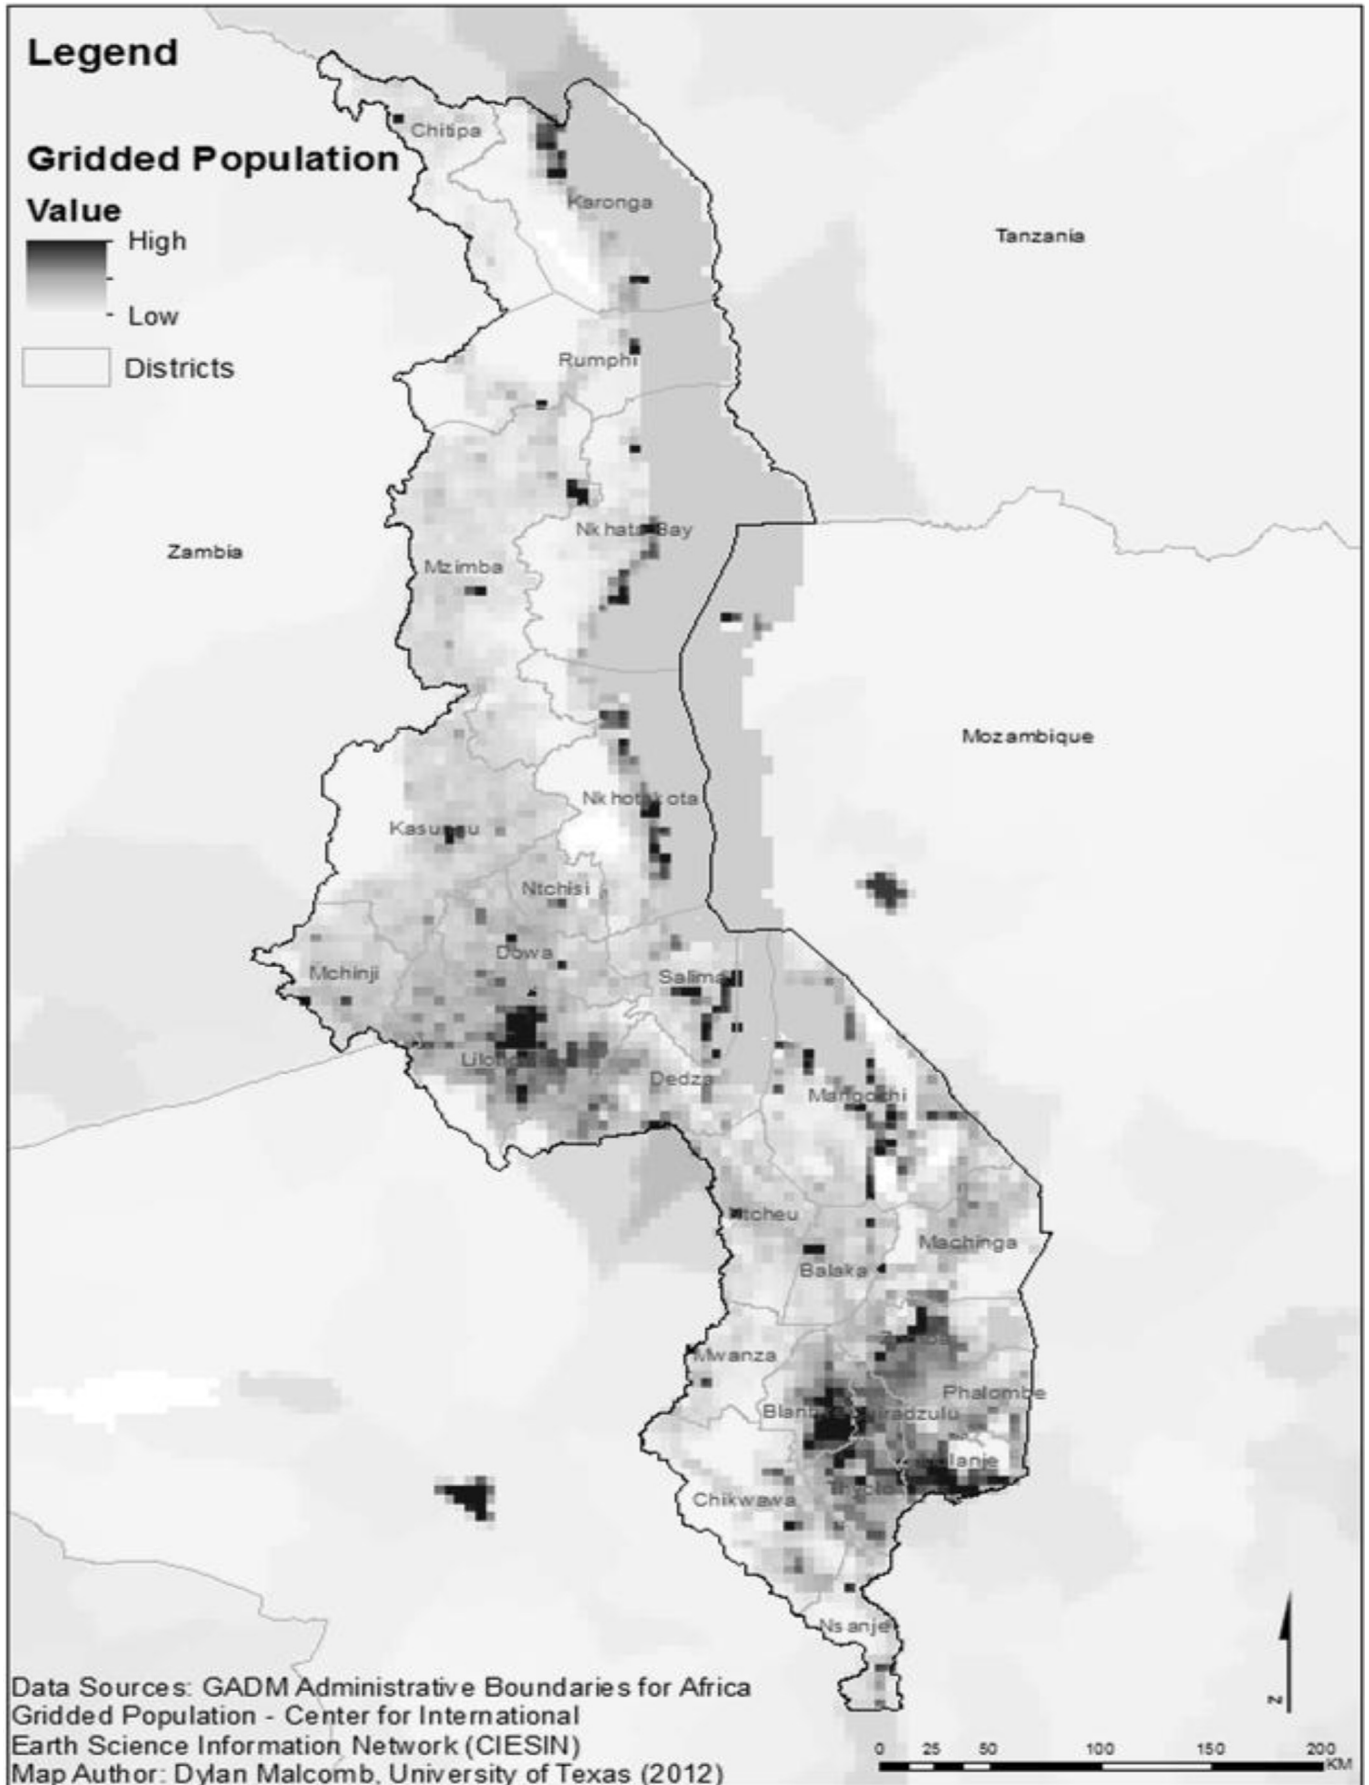 Legend
Gridded Population
Value
High
Low
Districts
Chitipa
Karonga
Tanzania
Rumphi
Zambia
Nkhata Bay
Mzimba
Mozambique
Nkhotakota
Kasungu
Ntchisi
Dowa
Mchinji
Salima
Dedza
Mangochi
Ntcheu
Machinga
Balaka
Mwanza
Phalombe
Chikwawa
Nsanje
Data Sources: GADM Administrative Boundaries for Africa
Gridded Population - Center for International
Earth Science Information Network (CIESIN)
Map Author: Dylan Malcomb, University of Texas (2012)
N
0 25 50 100 150 200
KM